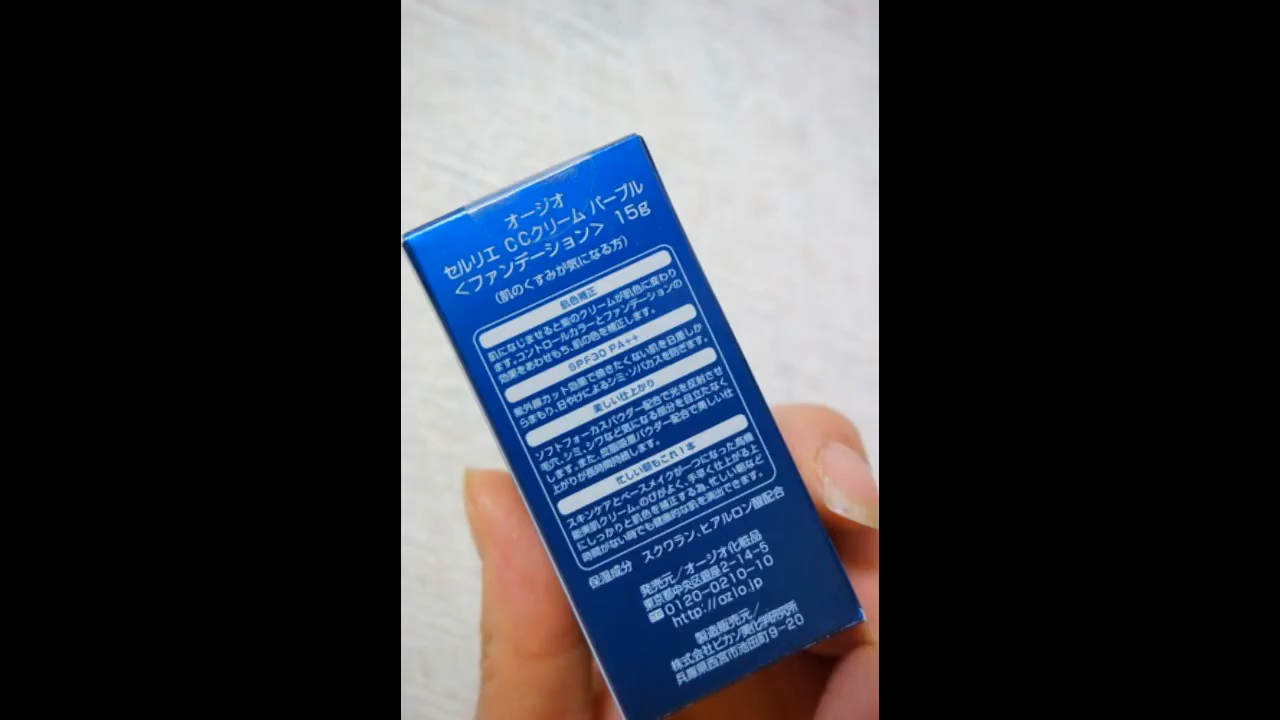 オージオ
セルリエ CCクリーム パープル
<ファンデーション> 15g
(肌のくすみが気になる方)
肌色補正
肌になじませると紫のクリームが肌色に変わり
ます。コントロールカラーとファンデーションの
効果をあわせもち、肌の色を補正します。
SPF30 PA++
紫外線カット効果で焼きたくない肌を日差しか
らまもり、日やけによるシミ・ソバカスを防ぎます。
美しい仕上がり
ソフトフォーカスパウダー配合で光を反射させ
毛穴、シミ、シワなど気になる部分を目立たなく
します。また、皮脂吸着パウダー配合で美しい仕
上がりが長時間持続します。
忙しい朝もこれ1本
スキンケアとベースメイクが一つになった高機
能美肌クリーム。のびがよく、手早く仕上がる上
にしっかりと肌色を補正する為、忙しい朝など
時間がない時でも健康的な肌を演出できます。
保湿成分 スクワラン、ヒアルロン酸配合
発売元/オージオ化粧品
東京都中央区銀座2-14-5
0120-0210-10
http://ozio.jp
製造販売元/
株式会社ピカソ美化学研究所
兵庫県西宮市池田町9-20